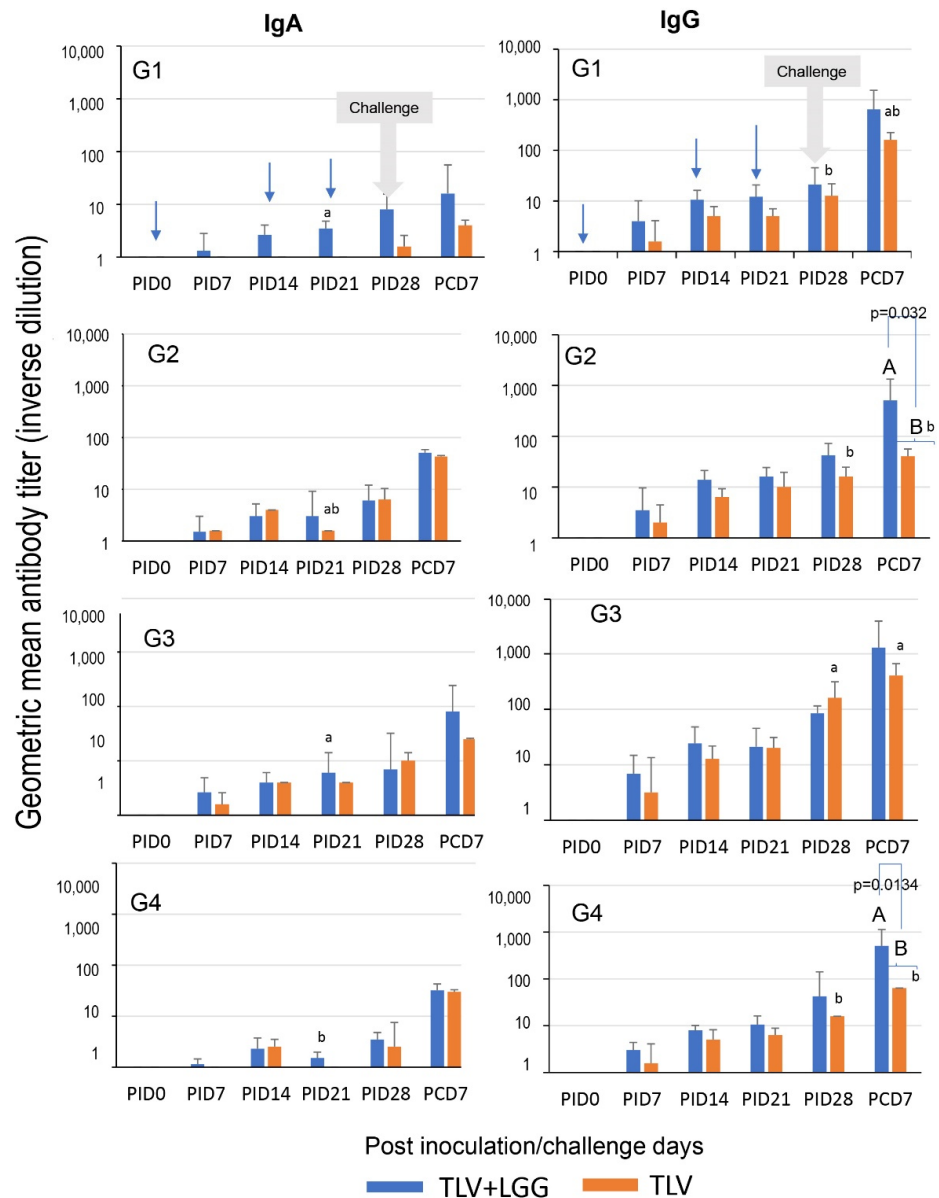 IgA
IgG
Geometric mean antibody titer (inverse dilution)
G1
10,000
1,000
100
10
1
Challenge
a
PID0 PID7 PID14 PID21 PID28 PCD7
G1
10,000
1,000
100
10
1
Challenge
b
ab
PID0 PID7 PID14 PID21 PID28 PCD7
G2
10,000
1,000
100
10
1
ab
PID0 PID7 PID14 PID21 PID28 PCD7
G2
10,000
1,000
100
10
1
p=0.032
A
B b
b
PID0 PID7 PID14 PID21 PID28 PCD7
G3
10,000
1,000
100
10
1
a
PID0 PID7 PID14 PID21 PID28 PCD7
G3
10,000
1,000
100
10
1
a
a
PID0 PID7 PID14 PID21 PID28 PCD7
G4
10,000
1,000
100
10
1
b
PID0 PID7 PID14 PID21 PID28 PCD7
G4
10,000
1,000
100
10
1
p=0.0134
A
B
b
b
PID0 PID7 PID14 PID21 PID28 PCD7
Post inoculation/challenge days
TLV+LGG TLV